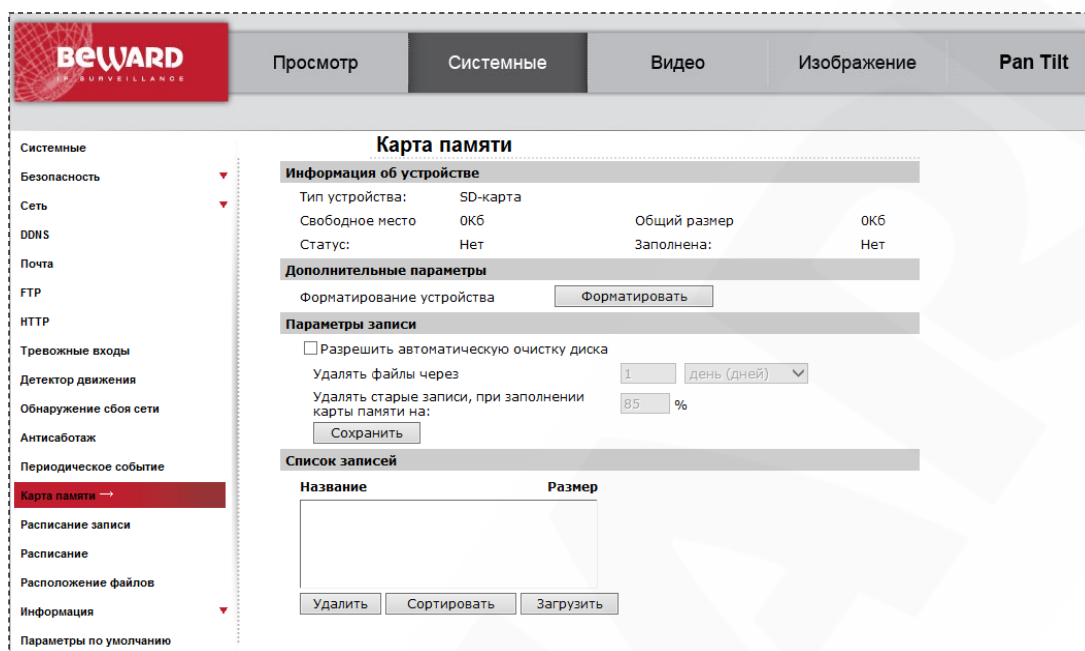 BEWARD
IP SURVEILLANCE
Просмотр
Системные
Видео
Изображение
Pan Tilt
Системные
Безопасность
Сеть
DDNS
Почта
FTP
HTTP
Тревожные входы
Детектор движения
Обнаружение сбоя сети
Антисаботаж
Периодическое событие
Карта памяти →
Расписание записи
Расписание
Расположение файлов
Информация
Параметры по умолчанию
Карта памяти
Информация об устройстве
Тип устройства: SD-карта
Свободное место 0Кб Общий размер 0Кб
Статус: Нет Заполнена: Нет
Дополнительные параметры
Форматирование устройства Форматировать
Параметры записи
Разрешить автоматическую очистку диска
Удалять файлы через 1 день (дней)
Удалять старые записи, при заполнении
карты памяти на: 85 %
Сохранить
Список записей
Название Размер
Удалить Сортировать Загрузить